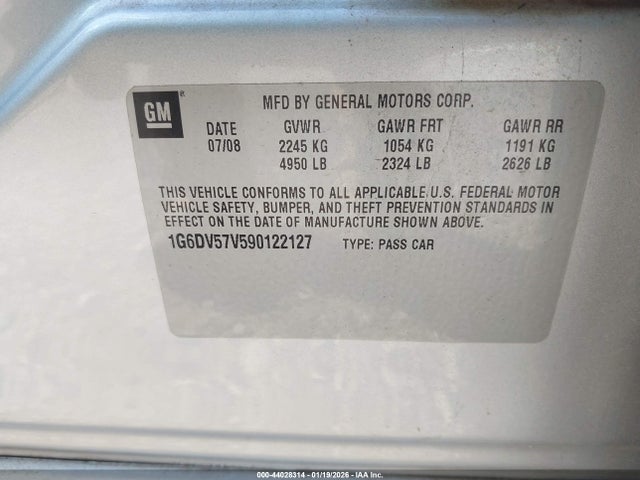 GM ®
MFD BY GENERAL MOTORS CORP.
DATE GVWR GAWR FRT GAWR RR
07/08 2245 KG 1054 KG 1191 KG
4950 LB 2324 LB 2626 LB
THIS VEHICLE CONFORMS TO ALL APPLICABLE U.S. FEDERAL MOTOR
VEHICLE SAFETY, BUMPER, AND THEFT PREVENTION STANDARDS IN
EFFECT ON THE DATE OF MANUFACTURE SHOWN ABOVE.
1G6DV57V590122127 TYPE: PASS CAR
000-44028314 - 01/19/2026 - IAA Inc.